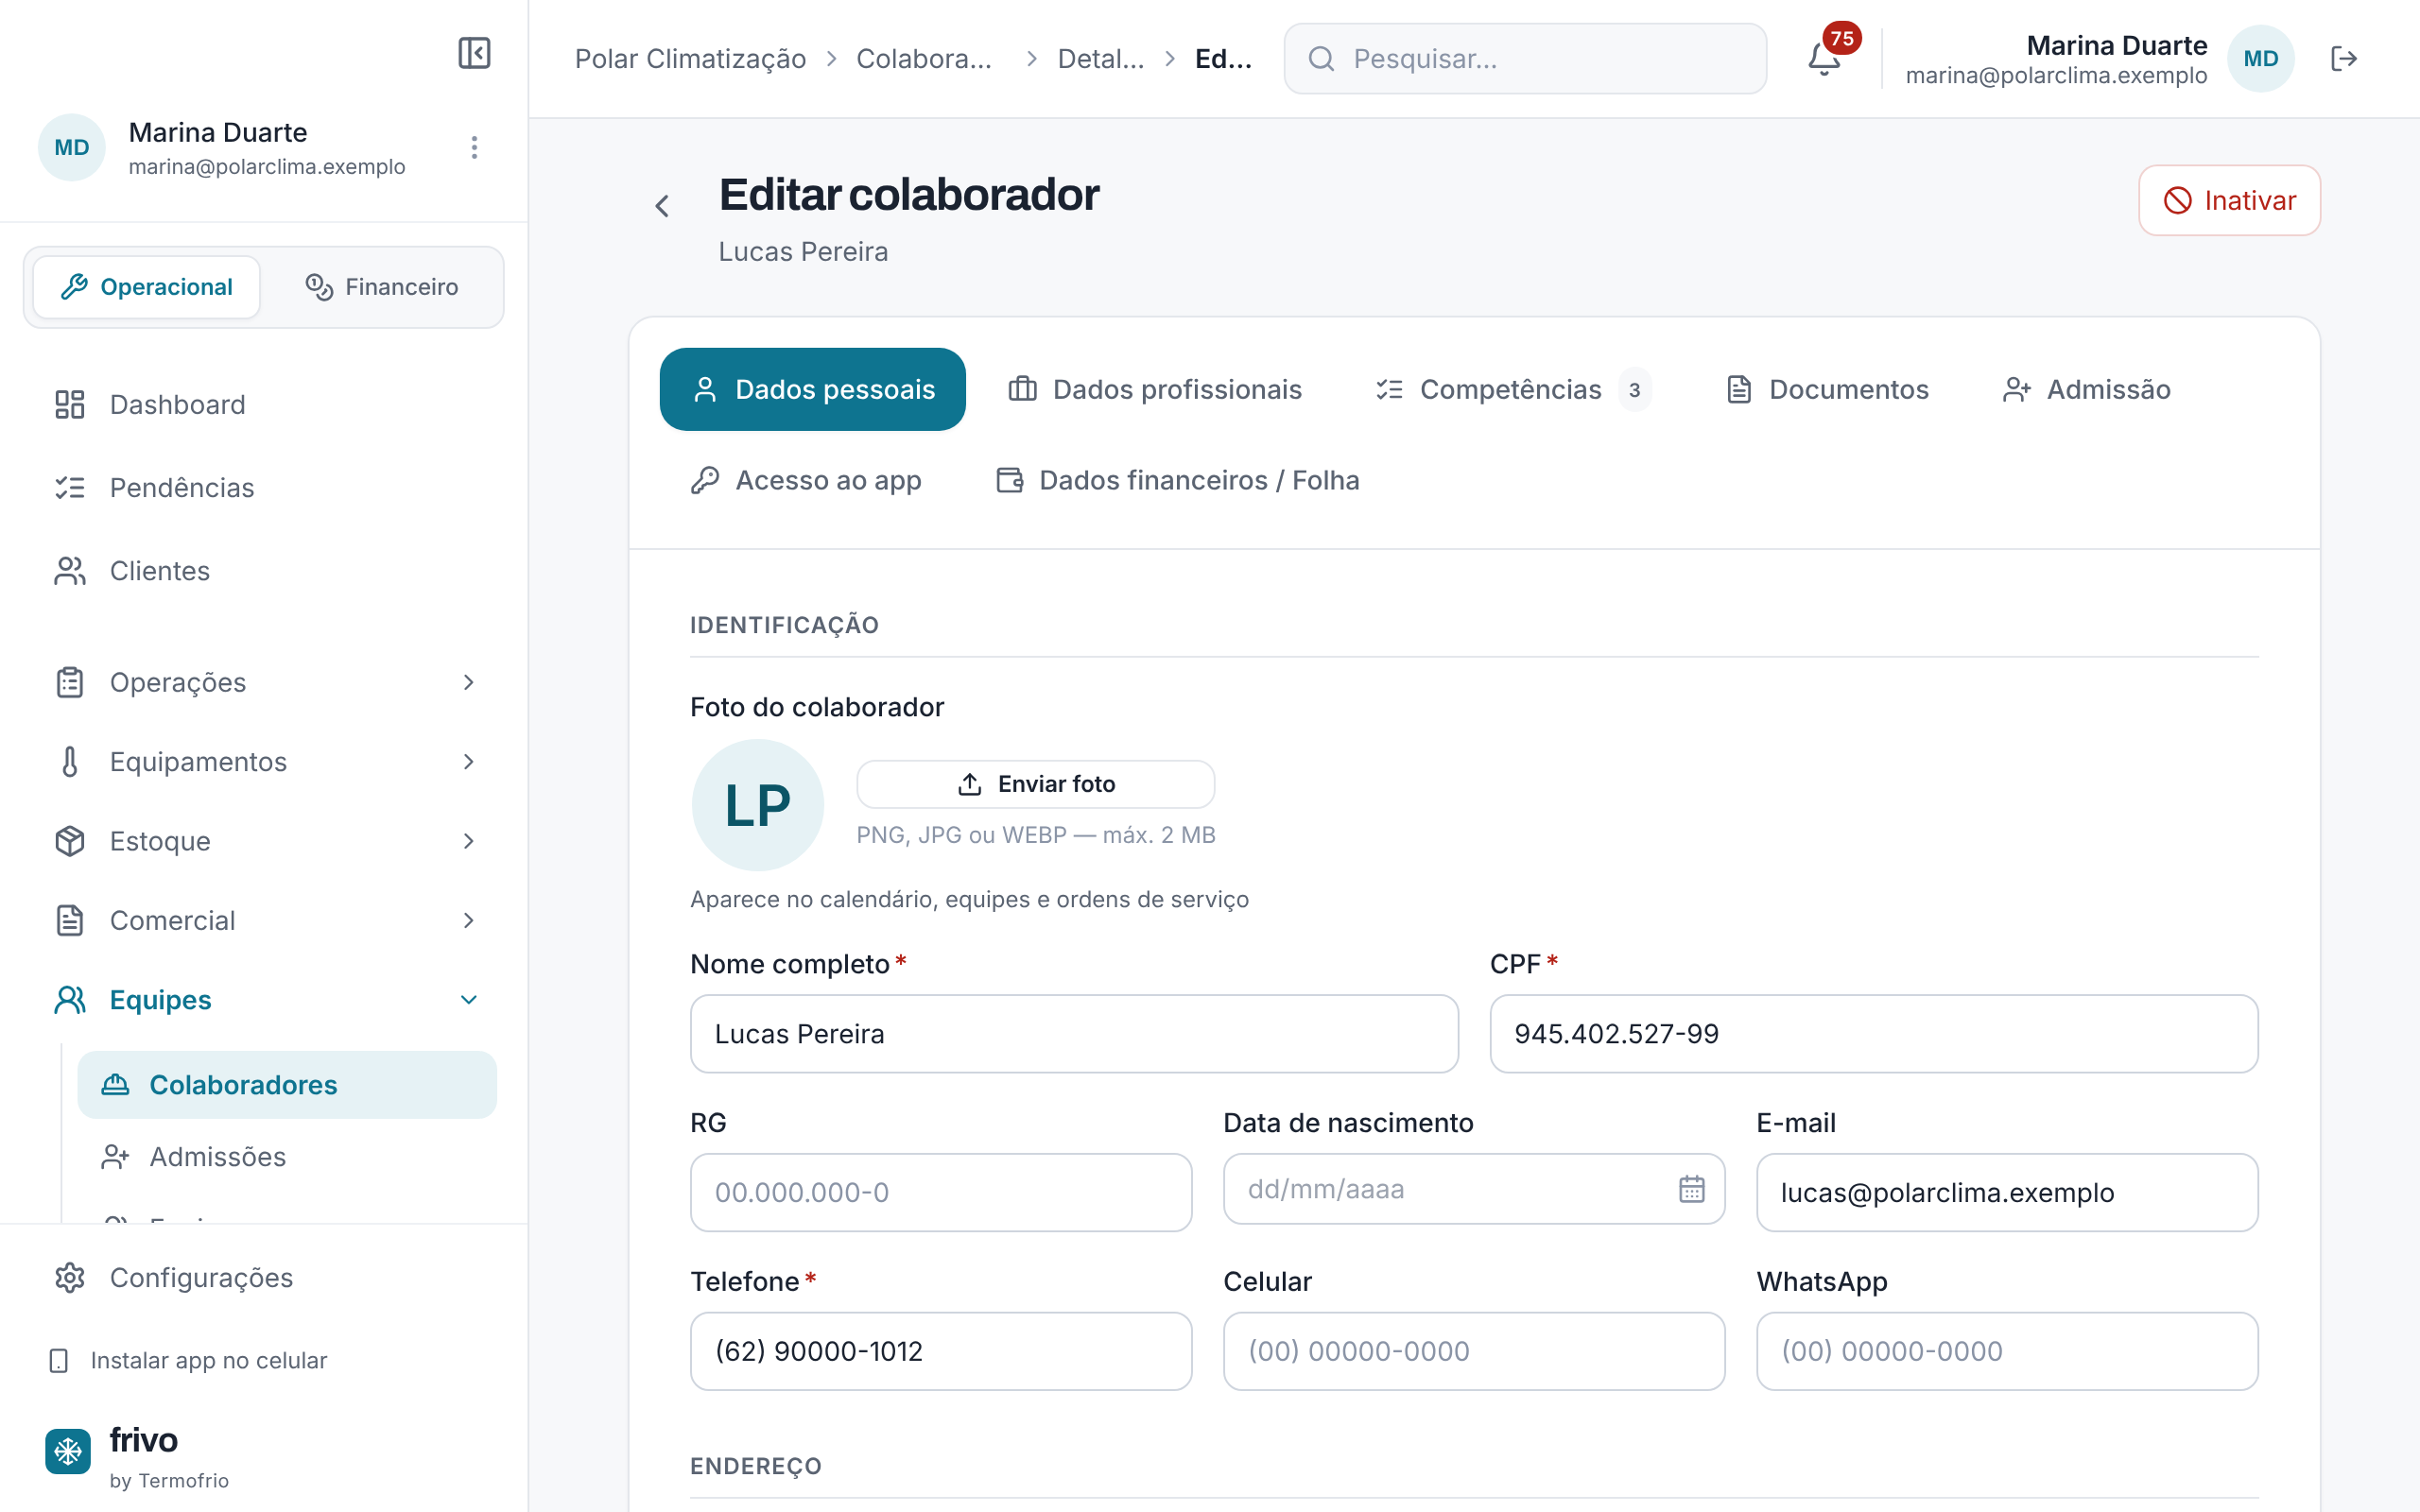 Marina Duarte
marina@polarclima.exemplo
MD
Operacional
Financeiro
Dashboard
Pendências
Clientes
Operações
Equipamentos
Estoque
Comercial
Equipes
Colaboradores
Admissões
Configurações
Instalar app no celular
frivo
by Termofrio
Polar Climatização > Colabora... > Detal... > Ed...
Pesquisar...
75
Marina Duarte
marina@polarclima.exemplo
MD
Editar colaborador
Lucas Pereira
Inativar
Dados pessoais
Dados profissionais
Competências 3
Documentos
Admissão
Acesso ao app
Dados financeiros / Folha
IDENTIFICAÇÃO
Foto do colaborador
LP
Enviar foto
PNG, JPG ou WEBP — máx. 2 MB
Aparece no calendário, equipes e ordens de serviço
Nome completo *
Lucas Pereira
CPF *
945.402.527-99
RG
00.000.000-0
Data de nascimento
dd/mm/aaaa
E-mail
lucas@polarclima.exemplo
Telefone *
(62) 90000-1012
Celular
(00) 00000-0000
WhatsApp
(00) 00000-0000
ENDEREÇO